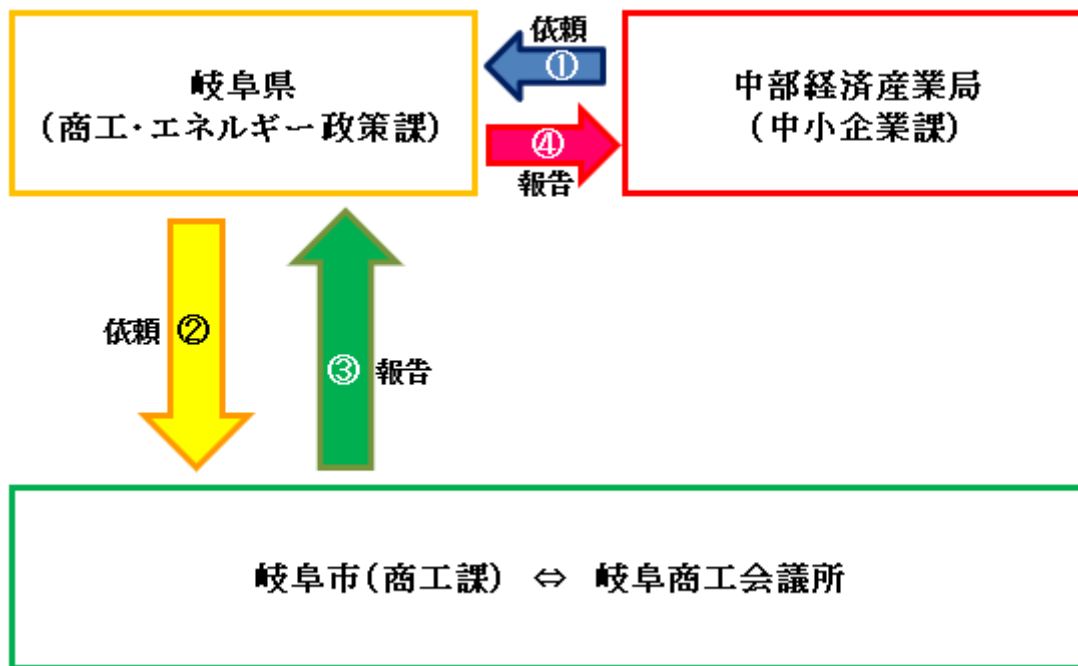 依頼
①
岐阜県
(商工・エネルギー政策課)
中部経済産業局
(中小企業課)
④
報告
依頼 ②
③ 報告
岐阜市(商工課) ⇔ 岐阜商工会議所